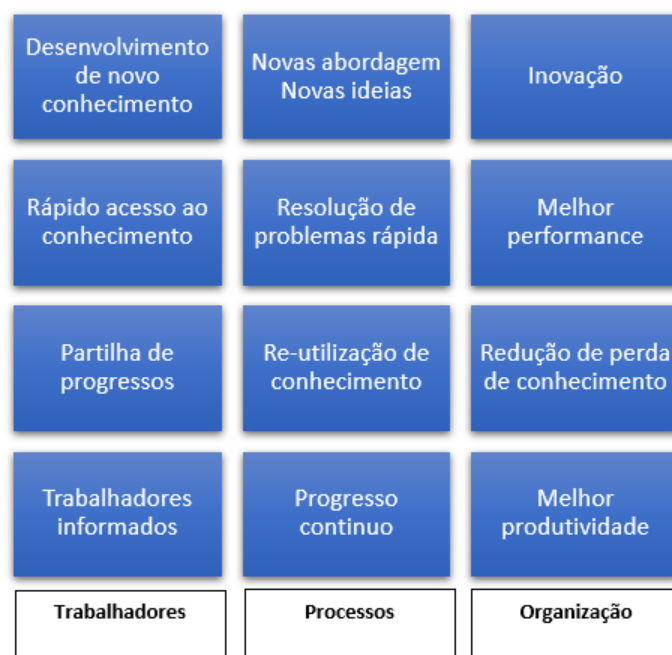 Desenvolvimento
de novo
conhecimento
Novas abordagem
Novas ideias
Inovação
Rápido acesso ao
conhecimento
Resolução de
problemas rápida
Melhor
performance
Partilha de
progressos
Re-utilização de
conhecimento
Redução de perda
de conhecimento
Trabalhadores
informados
Progresso
continuo
Melhor
produtividade
Trabalhadores
Processos
Organização